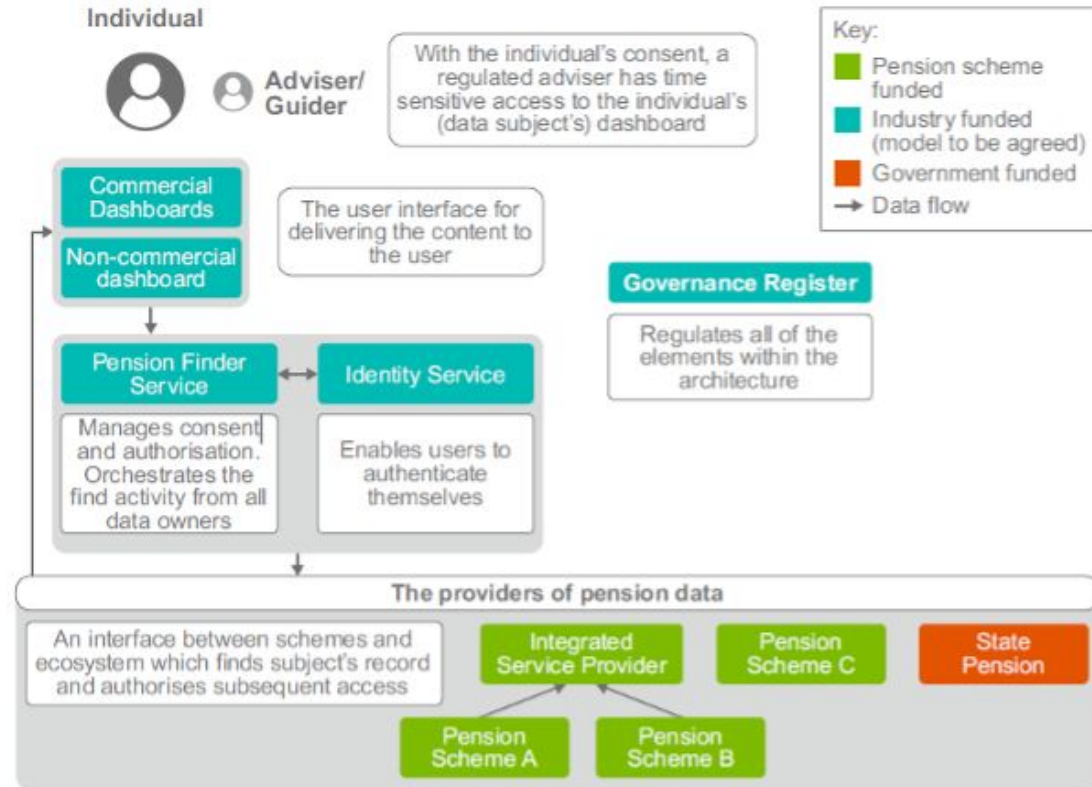 Individual
Adviser/
Guider
With the individual's consent, a
regulated adviser has time
sensitive access to the individual's
(data subject's) dashboard
Key:
Pension scheme
funded
Industry funded
(model to be agreed)
Government funded
Data flow
Commercial
Dashboards
Non-commercial
dashboard
The user interface for
delivering the content to
the user
Governance Register
Regulates all of the
elements within the
architecture
Pension Finder
Service
Identity Service
Manages consent
and authorisation.
Orchestrates the
find activity from all
data owners
Enables users to
authenticate
themselves
The providers of pension data
An interface between schemes and
ecosystem which finds subject's record
and authorises subsequent access
Integrated
Service Provider
Pension
Scheme C
State
Pension
Pension
Scheme A
Pension
Scheme B